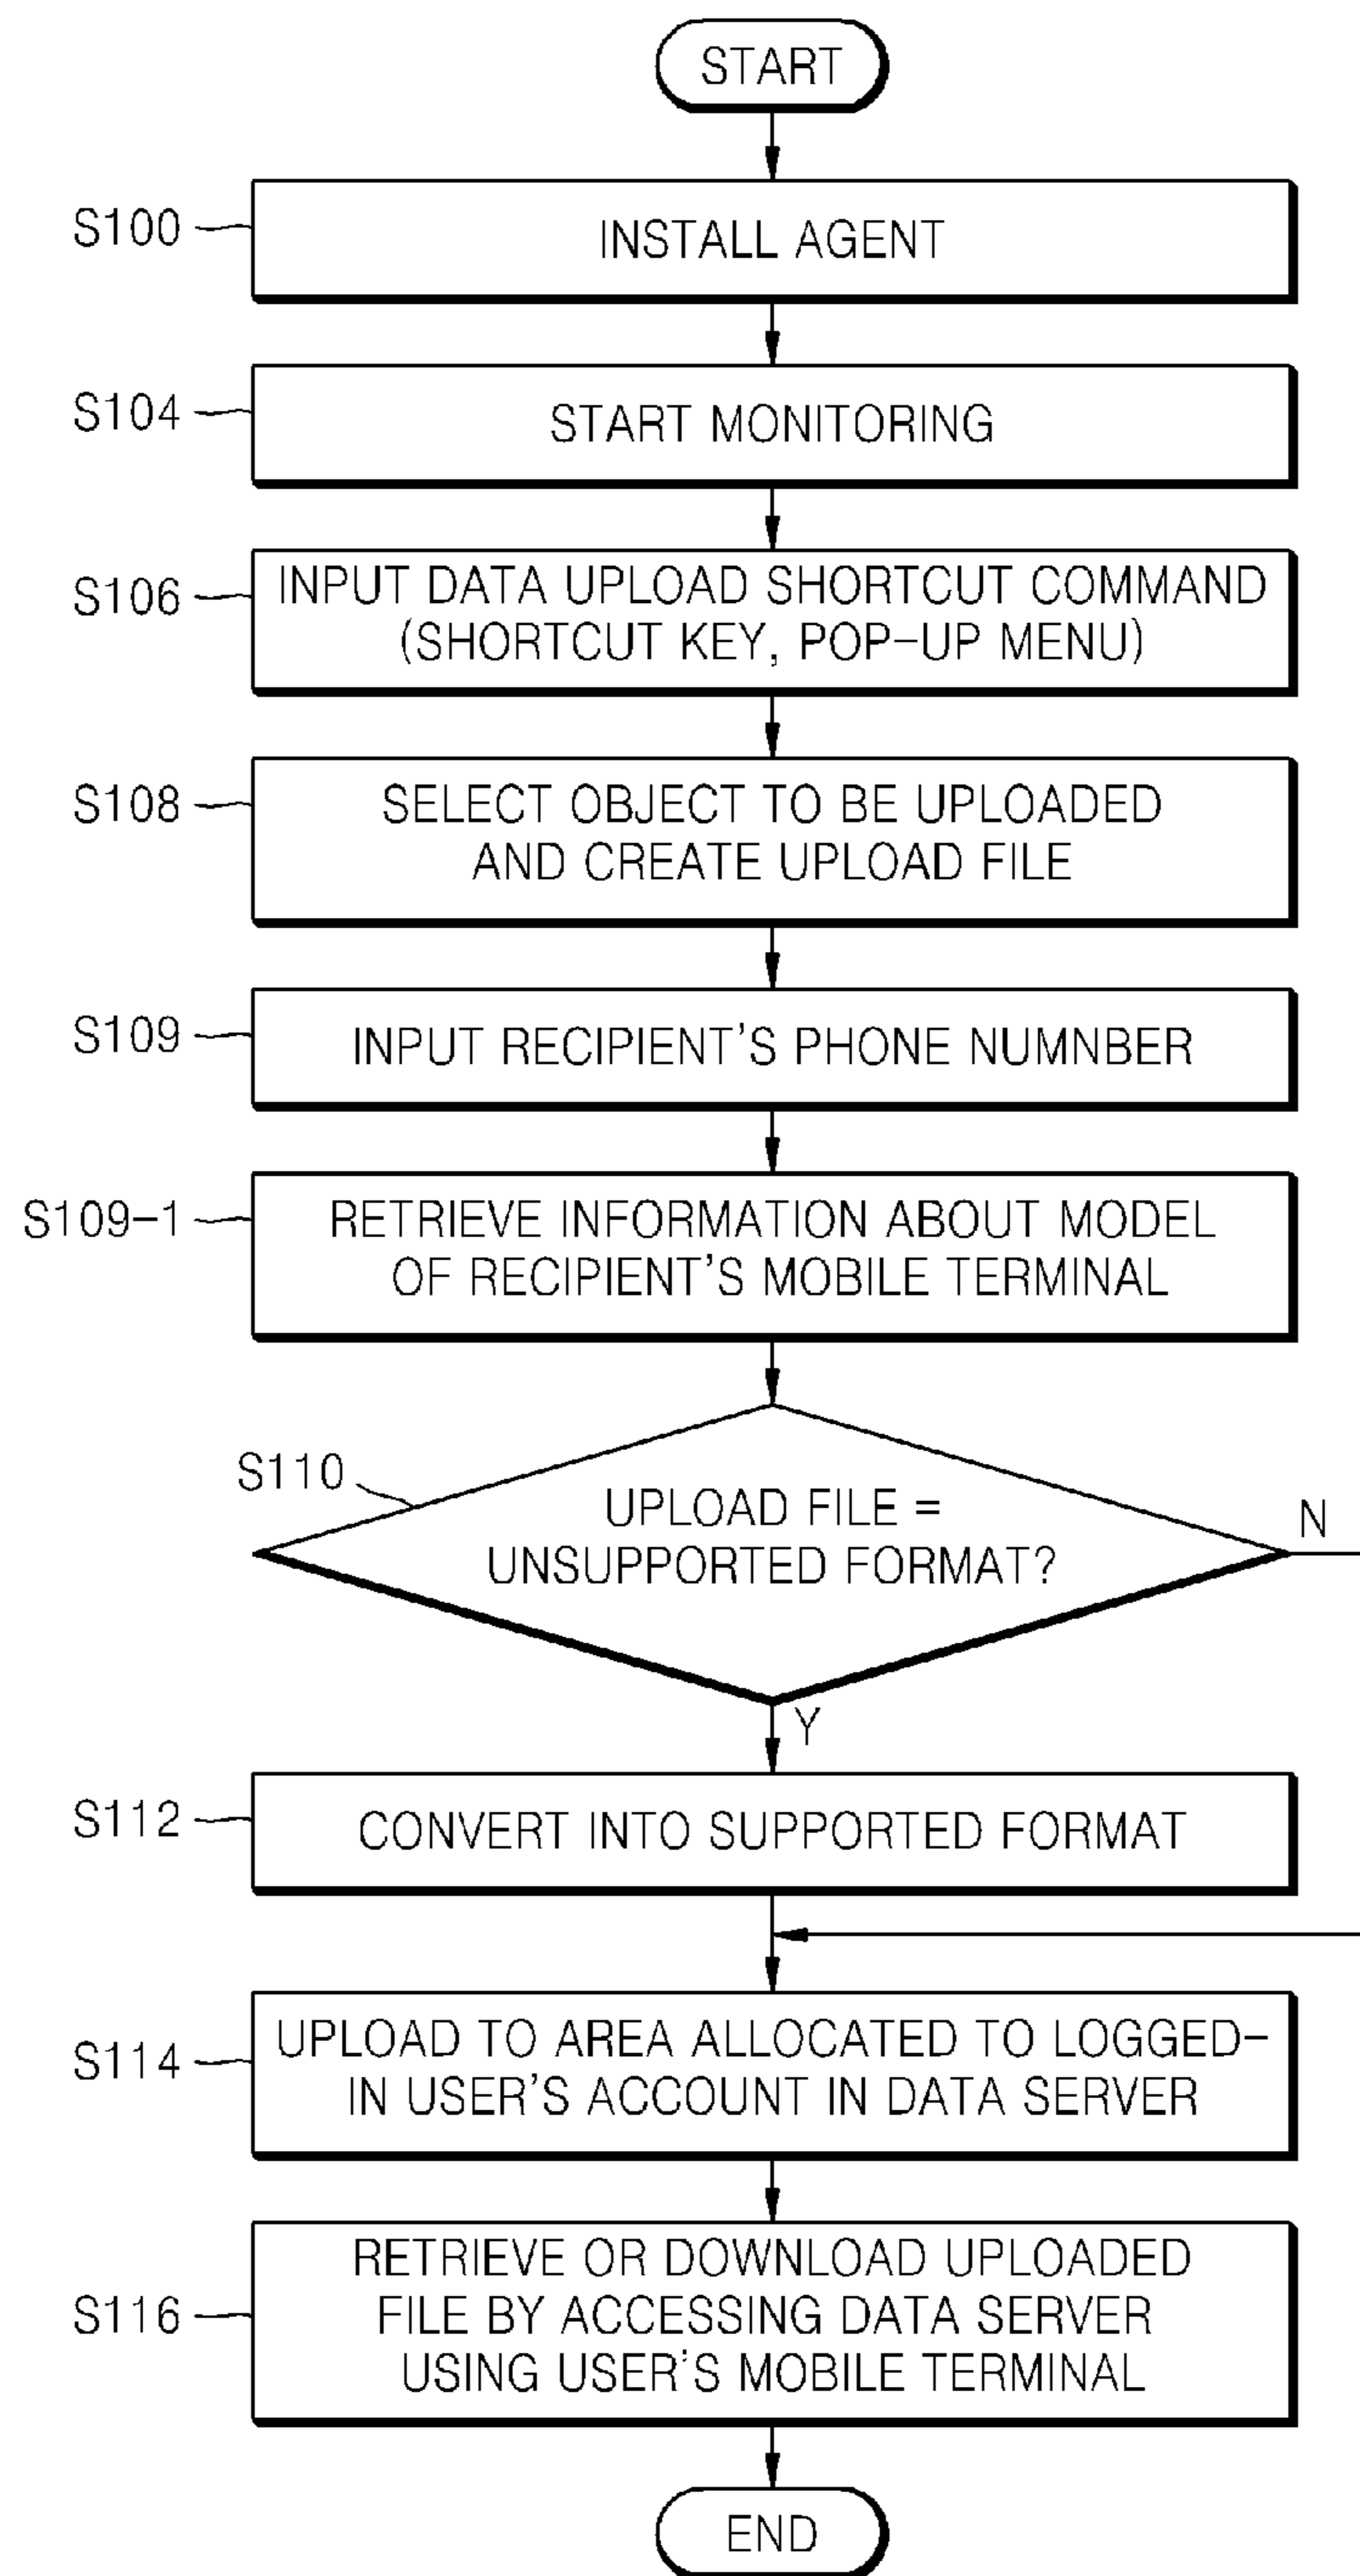 START
S100
INSTALL AGENT
S104
START MONITORING
S106
INPUT DATA UPLOAD SHORTCUT COMMAND
(SHORTCUT KEY, POP-UP MENU)
S108
SELECT OBJECT TO BE UPLOADED
AND CREATE UPLOAD FILE
S109
INPUT RECIPIENT'S PHONE NUMNBER
S109-1
RETRIEVE INFORMATION ABOUT MODEL
OF RECIPIENT'S MOBILE TERMINAL
S110
UPLOAD FILE =
UNSUPPORTED FORMAT?
N
Y
S112
CONVERT INTO SUPPORTED FORMAT
S114
UPLOAD TO AREA ALLOCATED TO LOGGED-
IN USER'S ACCOUNT IN DATA SERVER
S116
RETRIEVE OR DOWNLOAD UPLOADED
FILE BY ACCESSING DATA SERVER
USING USER'S MOBILE TERMINAL
END